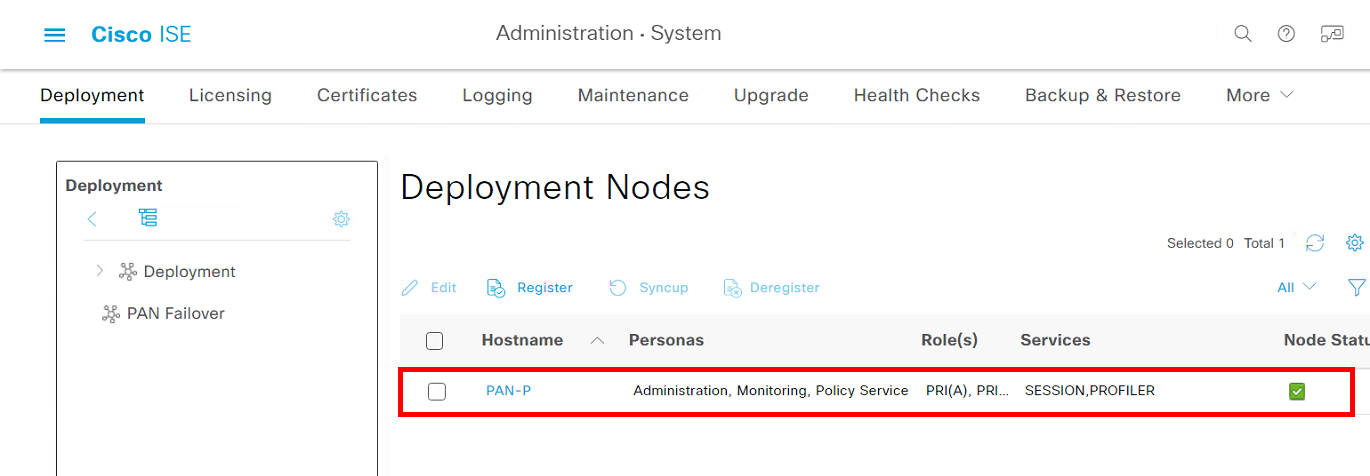 Cisco ISE
Administration · System
Deployment Licensing Certificates Logging Maintenance Upgrade Health Checks Backup & Restore More
Deployment
Deployment
PAN Failover
Deployment Nodes
Selected 0 Total 1
Edit Register Syncup Deregister All
Hostname Personas Role(s) Services Node Statu
PAN-P Administration, Monitoring, Policy Service PRI(A), PRI... SESSION,PROFILER